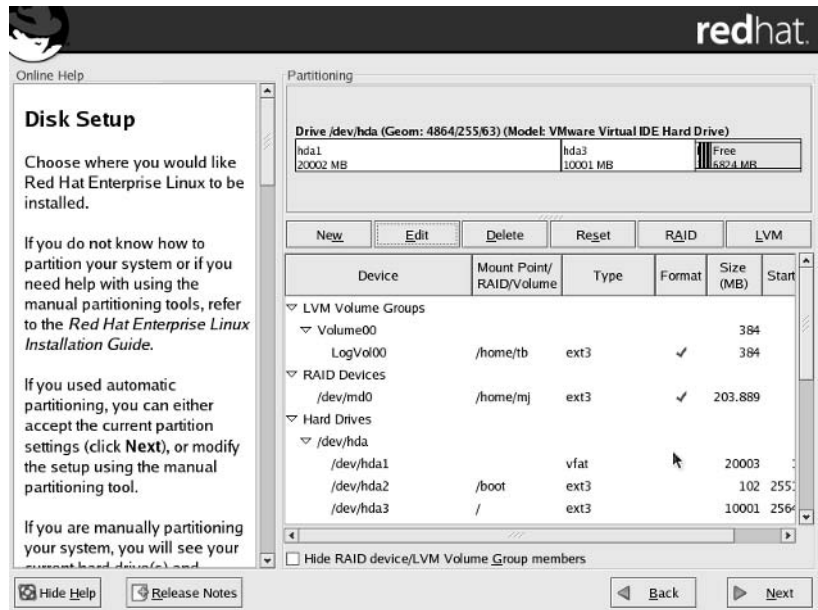 redhat.
Online Help
Disk Setup
Choose where you would like
Red Hat Enterprise Linux to be
installed.
If you do not know how to
partition your system or if you
need help with using the
manual partitioning tools, refer
to the Red Hat Enterprise Linux
Installation Guide.
If you used automatic
partitioning, you can either
accept the current partition
settings (click Next), or modify
the setup using the manual
partitioning tool.
If you are manually partitioning
your system, you will see your
Partitioning
Drive /dev/hda (Geom: 4864/255/63) (Model: VMware Virtual IDE Hard Drive)
hda1 hda3 Free
20002 MB 10001 MB 6824 MB
New Edit Delete Reset RAID LVM
Device Mount Point/ RAID/Volume Type Format Size (MB) Start
LVM Volume Groups
Volume00 384
LogVol00 /home/tb ext3 ✓ 384
RAID Devices
/dev/md0 /home/mj ext3 ✓ 203.889
Hard Drives
/dev/hda
/dev/hda1 vfat 20003
/dev/hda2 /boot ext3 102
/dev/hda3 / ext3 10001
Hide RAID device/LVM Volume Group members
Hide Help Release Notes Back Next